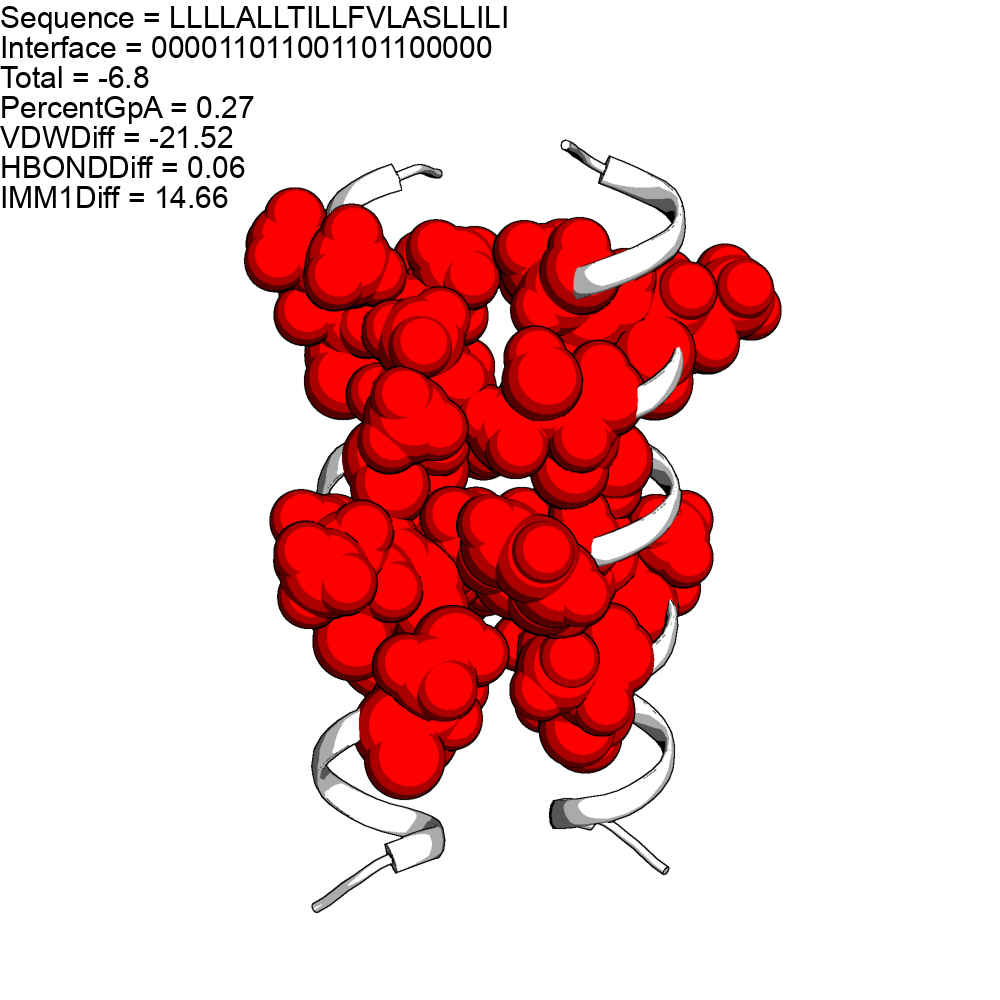 Sequence = LLLLALLTILLFVLASLLILI
Interface = 000011011001101100000
Total = -6.8
PercentGpA = 0.27
VDWDiff = -21.52
HBONDDiff = 0.06
IMM1Diff = 14.66